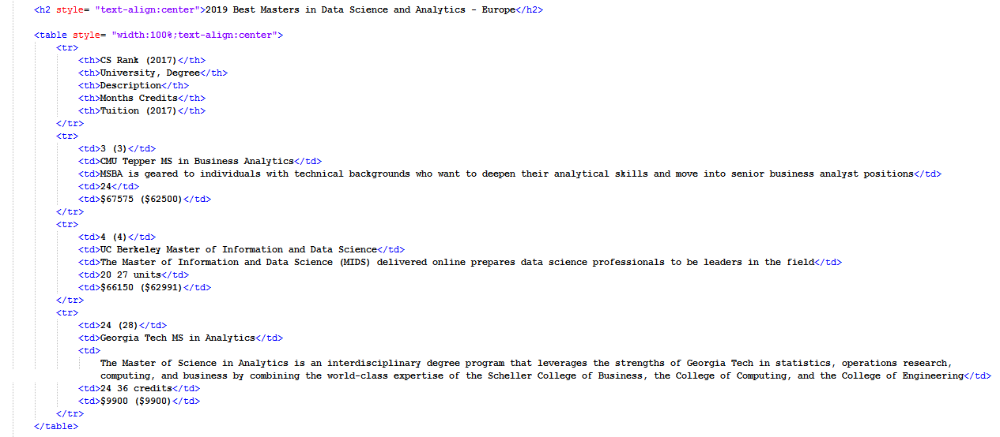 <h2 style= "text-align:center">2019 Best Masters in Data Science and Analytics - Europe</h2>
<table style= "width:100%;text-align:center">
<tr>
<th>CS Rank (2017)</th>
<th>University, Degree</th>
<th>Description</th>
<th>Months Credits</th>
<th>Tuition (2017)</th>
</tr>
<tr>
<td>3 (3)</td>
<td>CMU Tepper MS in Business Analytics</td>
<td>MSBA is geared to individuals with technical backgrounds who want to deepen their analytical skills and move into senior business analyst positions</td>
<td>24</td>
<td>$67575 ($62500)</td>
</tr>
<tr>
<td>4 (4)</td>
<td>UC Berkeley Master of Information and Data Science</td>
<td>The Master of Information and Data Science (MIDS) delivered online prepares data science professionals to be leaders in the field</td>
<td>20 27 units</td>
<td>$66150 ($62991)</td>
</tr>
<tr>
<td>24 (28)</td>
<td>Georgia Tech MS in Analytics</td>
<td>
The Master of Science in Analytics is an interdisciplinary degree program that leverages the strengths of Georgia Tech in statistics, operations research,
computing, and business by combining the world-class expertise of the Scheller College of Business, the College of Computing, and the College of Engineering</td>
<td>24 36 credits</td>
<td>$9900 ($9900)</td>
</tr>
</table>